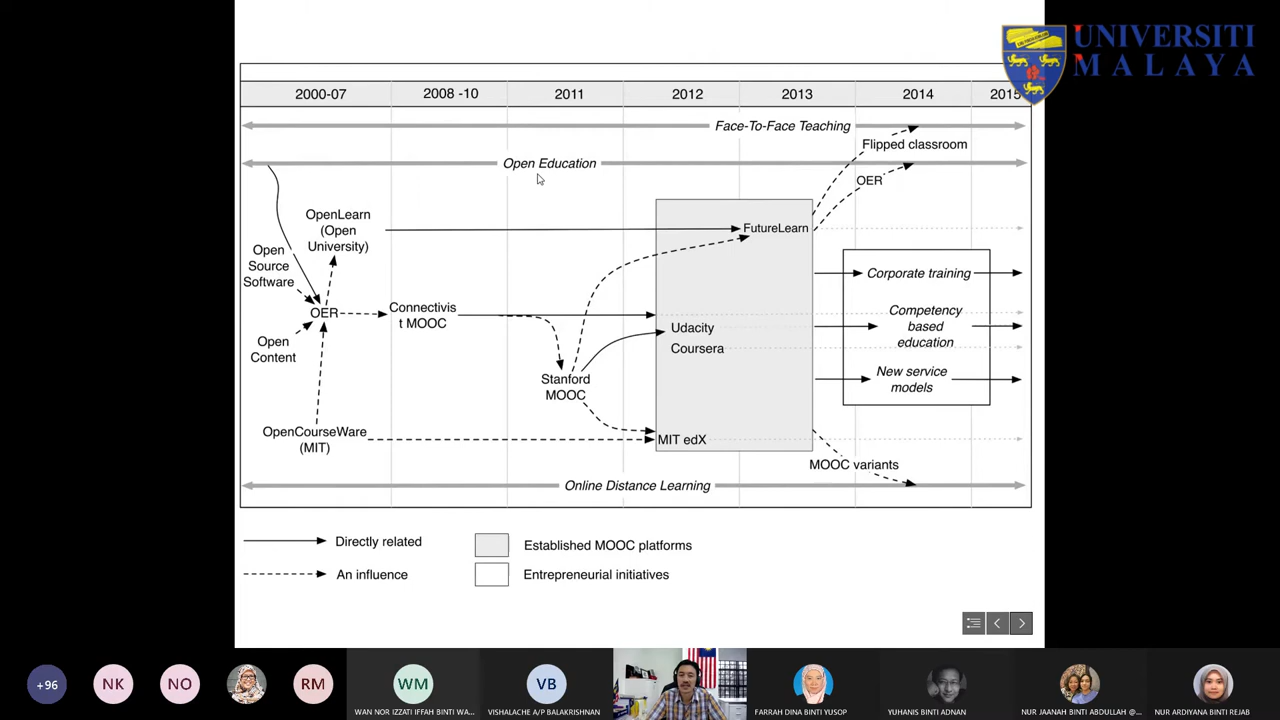 UNIVERSITI
MALAYA
2000-07
2008 -10
2011
2012
2013
2014
2015
Face-To-Face Teaching
Flipped classroom
Open Education
OER
OpenLearn
(Open
University)
FutureLearn
Open
Source
Software
Corporate training
OER
Connectivis
t MOOC
Competency
based
education
Udacity
Coursera
Open
Content
Stanford
MOOC
New service
models
OpenCourseWare
(MIT)
MIT edX
MOOC variants
Online Distance Learning
Directly related
Established MOOC platforms
An influence
Entrepreneurial initiatives
+96
NK
NO
RM
WM
VB
WAN NOR IZZATI IFFAH BINTI WA...
VISHALACHE A/P BALAKRISHNAN
FARRAH DINA BINTI YUSOP
YUHANIS BINTI ADNAN
NUR JAANAH BINTI ABDULLAH @...
NUR ARDIYANA BINTI REJAB